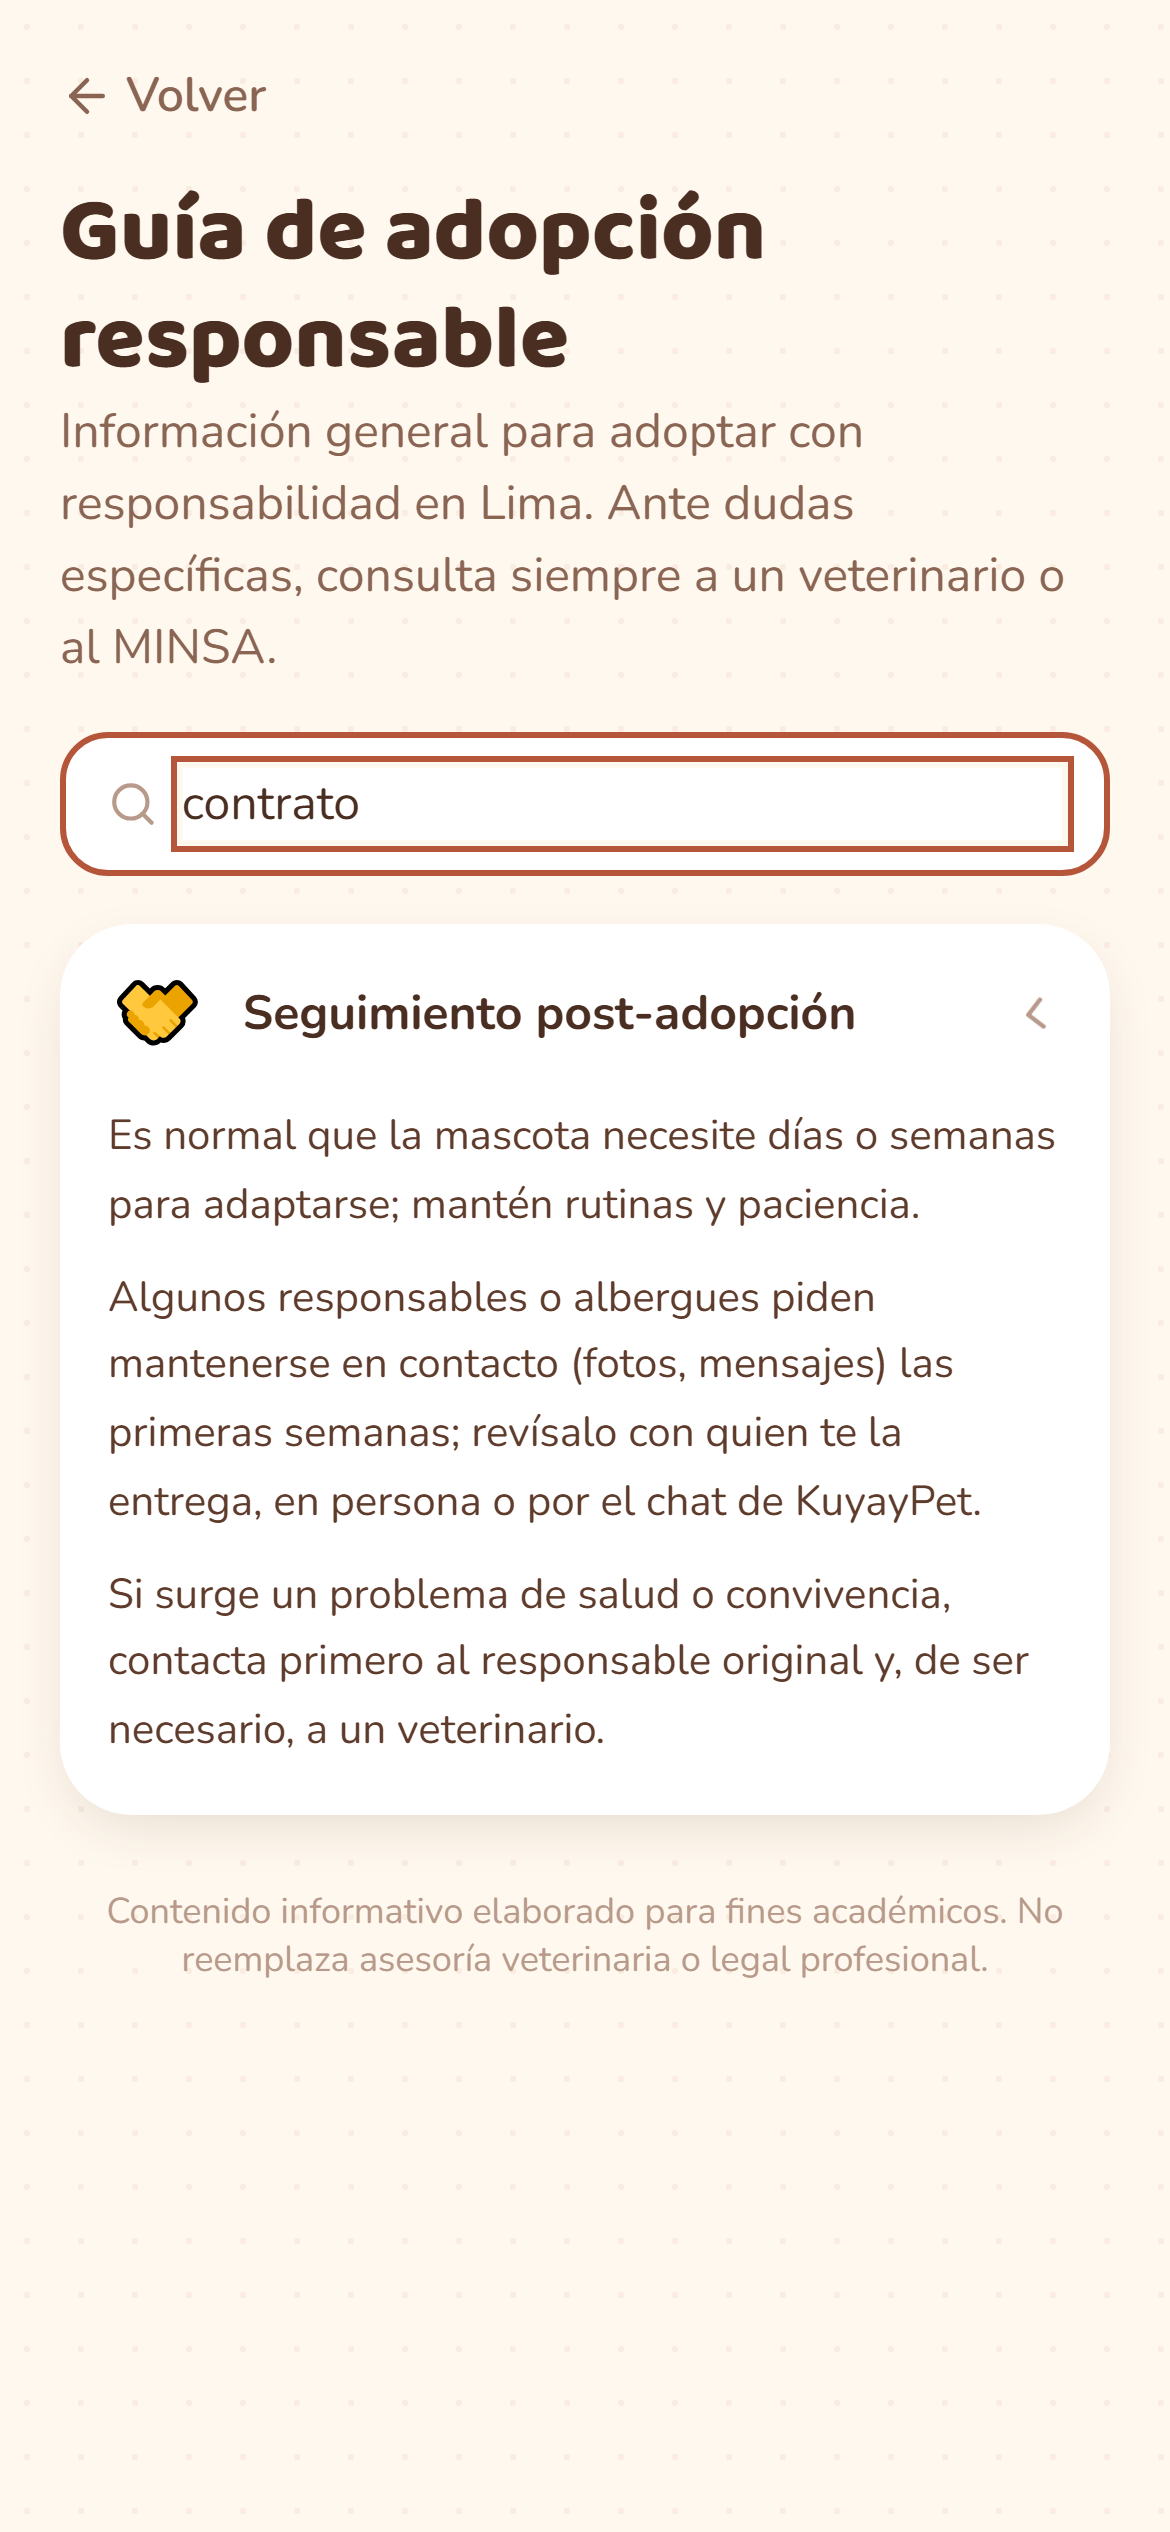 Volver
Guía de adopción
responsable
Información general para adoptar con
responsabilidad en Lima. Ante dudas
específicas, consulta siempre a un veterinario o
al MINSA.
contrato
Seguimiento post-adopción
Es normal que la mascota necesite días o semanas
para adaptarse; mantén rutinas y paciencia.
Algunos responsables o albergues piden
mantenerse en contacto (fotos, mensajes) las
primeras semanas; revísalo con quien te la
entrega, en persona o por el chat de KuyayPet.
Si surge un problema de salud o convivencia,
contacta primero al responsable original y, de ser
necesario, a un veterinario.
Contenido informativo elaborado para fines académicos. No
reemplaza asesoría veterinaria o legal profesional.